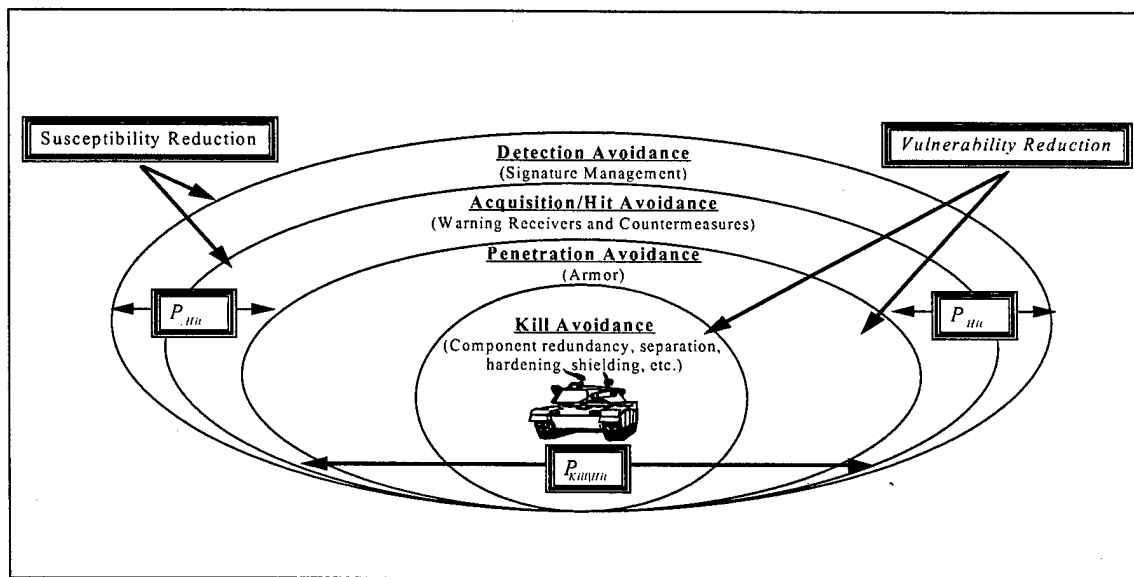 Susceptibility Reduction
Vulnerability Reduction
Detection Avoidance
(Signature Management)
Acquisition/Hit Avoidance
(Warning Receivers and Countermeasures)
Penetration Avoidance
(Armor)
P Hit
P Hit
Kill Avoidance
(Component redundancy, separation,
hardening, shielding, etc.)
P Kill|Hit